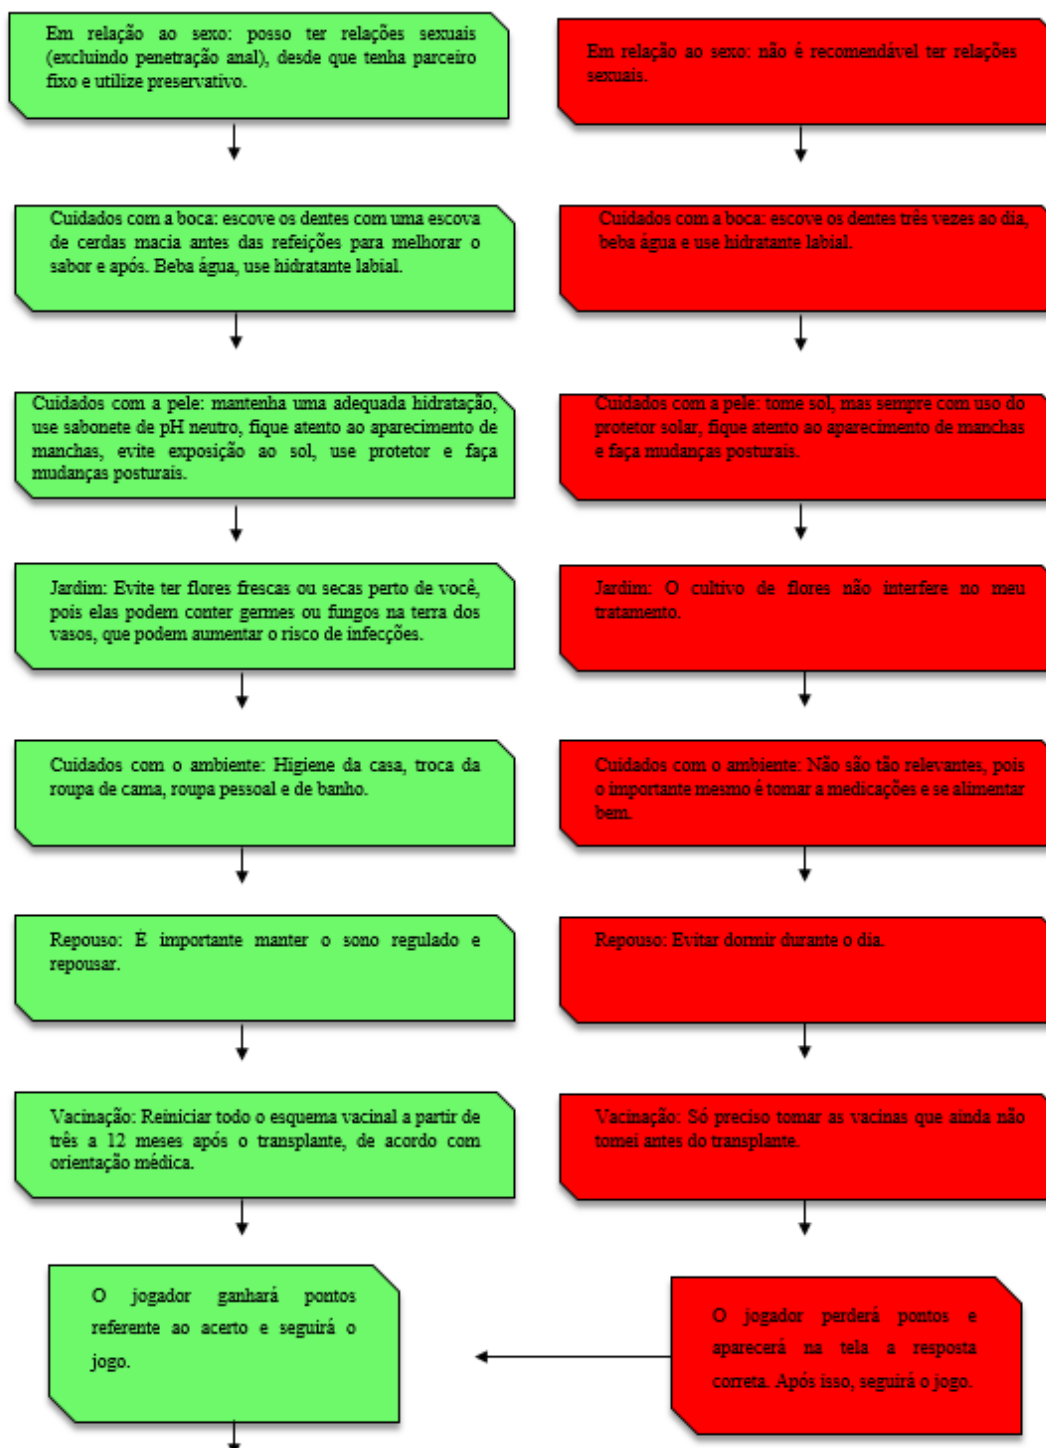 Em relação ao sexo: posso ter relações sexuais
(excluindo penetração anal), desde que tenha parceiro
fixo e utilize preservativo.
Em relação ao sexo: não é recomendável ter relações
sexuais.
Cuidados com a boca: escove os dentes com uma escova
de cerdas macia antes das refeições para melhorar o
sabor e após. Beba água, use hidratante labial.
Cuidados com a boca: escove os dentes três vezes ao dia,
beba água e use hidratante labial.
Cuidados com a pele: mantenha uma adequada hidratação,
use sabonete de pH neutro, fique atento ao aparecimento de
manchas, evite exposição ao sol, use protetor e faça
mudanças posturais.
Cuidados com a pele: tome sol, mas sempre com uso do
protetor solar, fique atento ao aparecimento de manchas
e faça mudanças posturais.
Jardim: Evite ter flores frescas ou secas perto de você,
pois elas podem conter germes ou fungos na terra dos
vasos, que podem aumentar o risco de infecções.
Jardim: O cultivo de flores não interfere no meu
tratamento.
Cuidados com o ambiente: Higiene da casa, troca da
roupa de cama, roupa pessoal e de banho.
Cuidados com o ambiente: Não são tão relevantes, pois
o importante mesmo é tomar a medicações e se alimentar
bem.
Repouso: É importante manter o sono regulado e
repousar.
Repouso: Evitar dormir durante o dia.
Vacinação: Reiniciar todo o esquema vacinal a partir de
três a 12 meses após o transplante, de acordo com
orientação médica.
Vacinação: Só preciso tomar as vacinas que ainda não
tomei antes do transplante.
O jogador ganhará pontos
referente ao acerto e seguirá o
jogo.
O jogador perderá pontos e
aparecerá na tela a resposta
correta. Após isso, seguirá o jogo.